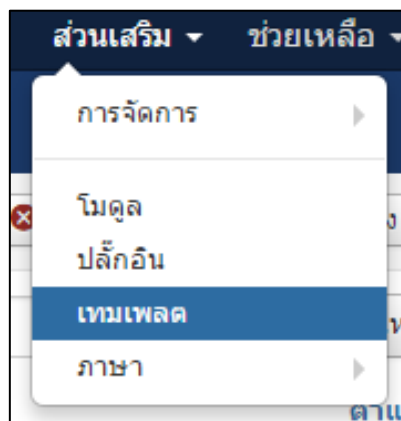 ส่วนเสริม ช่วยเหลือ
การจัดการ
โมดูล
ปลั๊กอิน
เทมเพลต
ภาษา